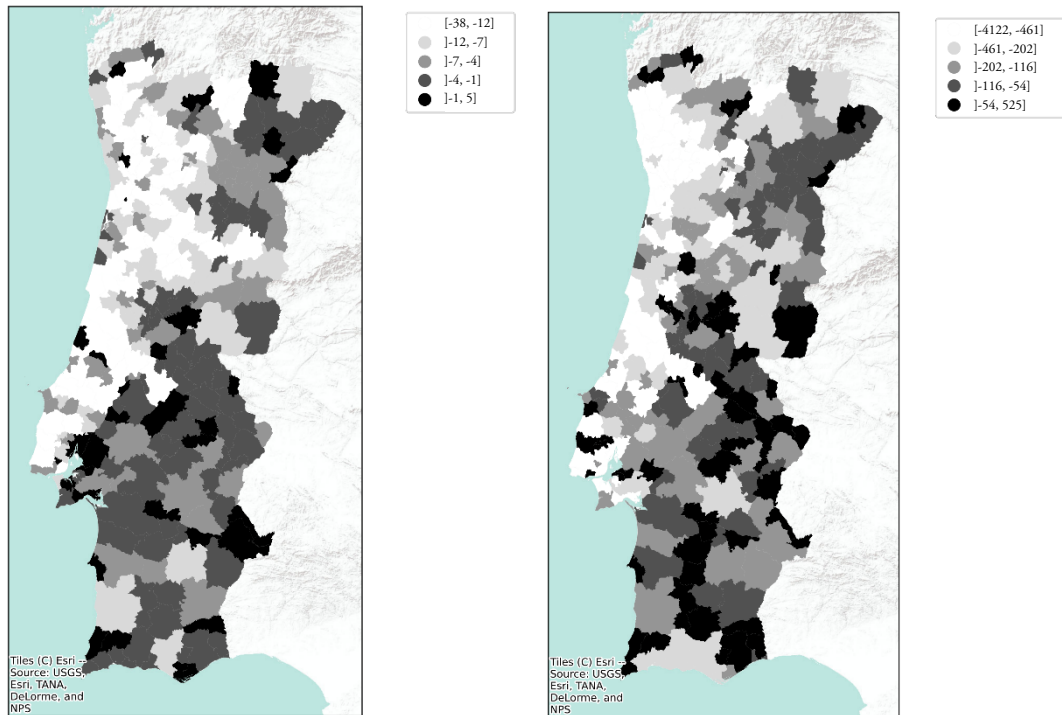 [-38, -12]
]-12, -7]
]-7, -4]
]-4, -1]
]-1, 5]
Tiles (C) Esri --
Source: USGS,
Esri, TANA,
DeLorme, and
NPS
[-4122, -461]
]-461, -202]
]-202, -116]
]-116, -54]
]-54, 525]
Tiles (C) Esri --
Source: USGS,
Esri, TANA,
DeLorme, and
NPS